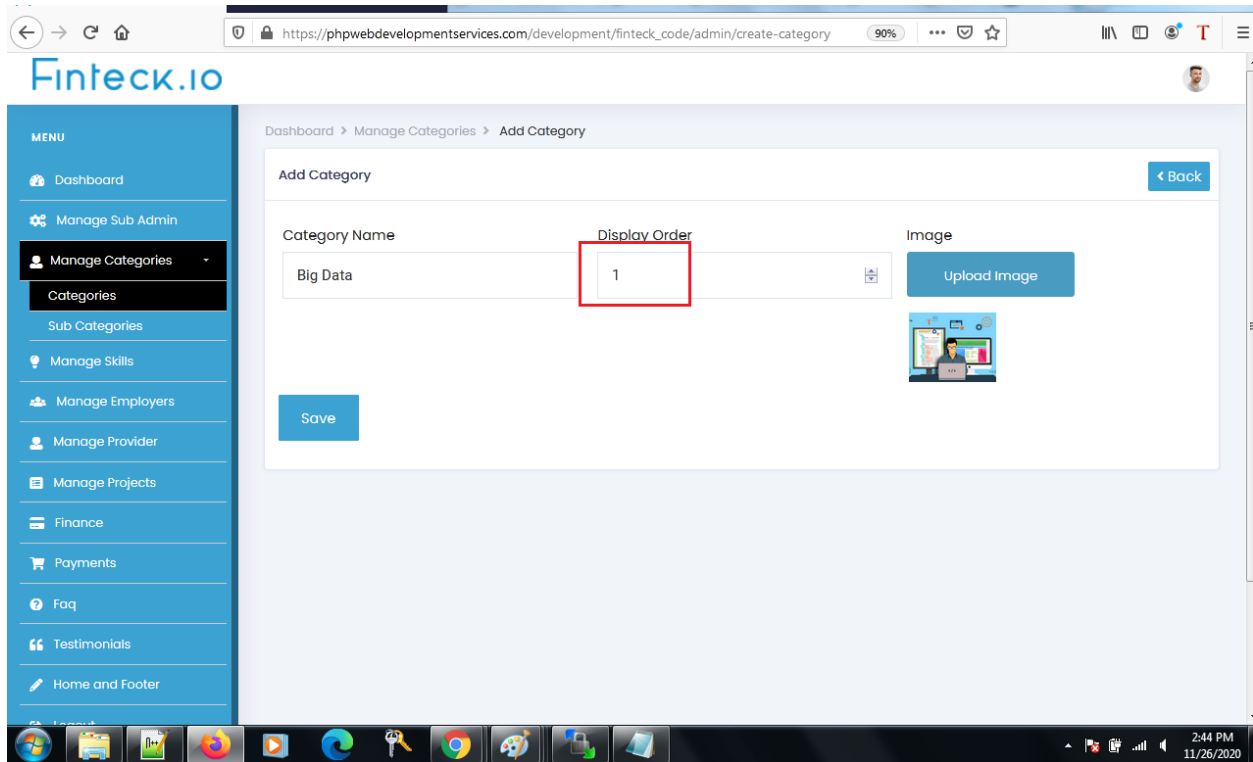 https://phpwebdevelopmentservices.com/development/finteck_code/admin/create-category 90%
Finteck.io
MENU
Dashboard
Manage Sub Admin
Manage Categories
Categories
Sub Categories
Manage Skills
Manage Employers
Manage Provider
Manage Projects
Finance
Payments
Faq
Testimonials
Home and Footer
Logout
Dashboard > Manage Categories > Add Category
Add Category
Back
Category Name
Big Data
Display Order
1
Image
Upload Image
Save
2:44 PM
11/26/2020